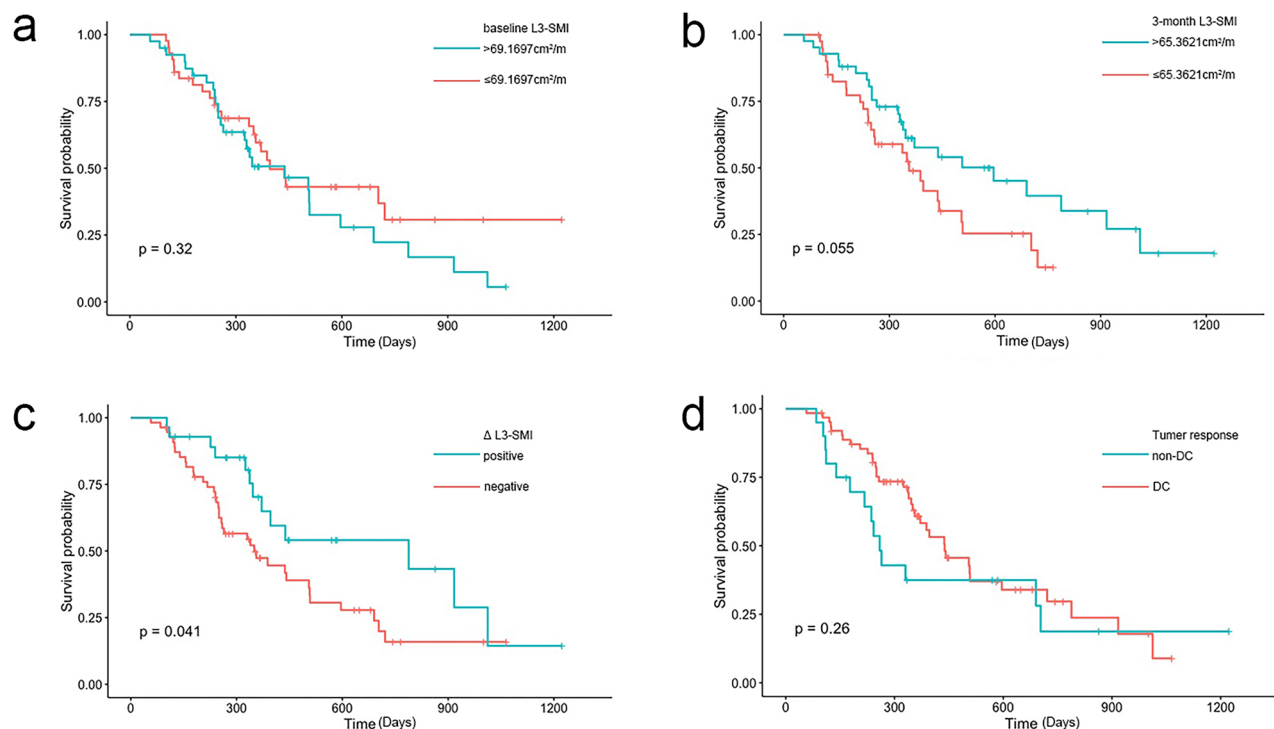 a
baseline L3-SMI
>69.1697cm²/m
≤69.1697cm²/m
1.00
0.75
0.50
0.25
0.00
Survival probability
p = 0.32
0 300 600 900 1200
Time (Days)
b
3-month L3-SMI
>65.3621cm²/m
≤65.3621cm²/m
1.00
0.75
0.50
0.25
0.00
Survival probability
p = 0.055
0 300 600 900 1200
Time (Days)
c
Δ L3-SMI
positive
negative
1.00
0.75
0.50
0.25
0.00
Survival probability
p = 0.041
0 300 600 900 1200
Time (Days)
d
Tumer response
non-DC
DC
1.00
0.75
0.50
0.25
0.00
Survival probability
p = 0.26
0 300 600 900 1200
Time (Days)